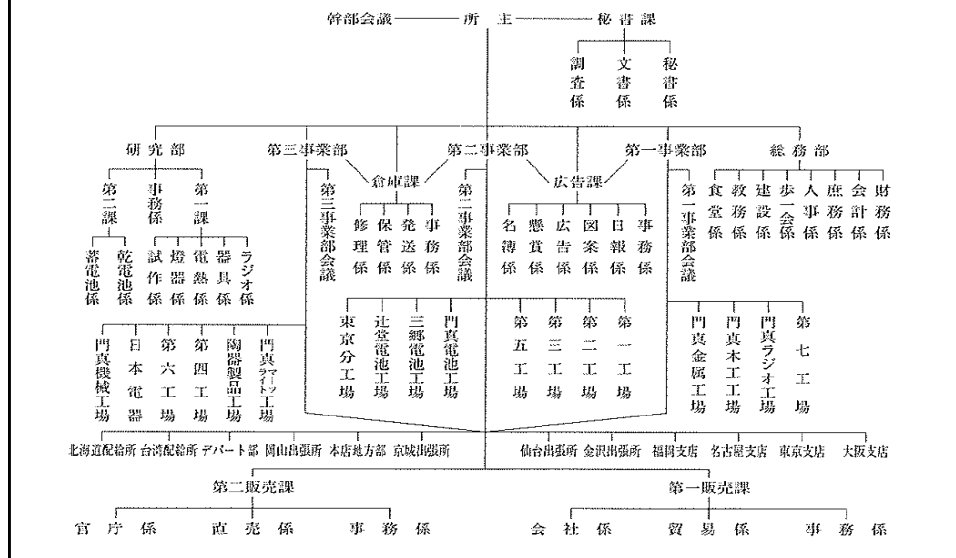 幹部会議 所主 秘書課
調査係 文書係 秘書係
研究部 第三事業部 第二事業部 第一事業部 総務部
倉庫課 広告課
第二課 事務係 第一課
第三事業部会議 第二事業部会議 第一事業部会議
食堂係 教務係 建設係 歩一会係 人事係 庶務係 会計係 財務係
修理係 保管係 発送係 事務係
名簿係 懸賞係 広告係 図案係 日報係 事務係
蓄電池係 乾電池係 試作係 燈器係 電熱係 器具係 ラジオ係
東京分工場 辻堂電池工場 三郷電池工場 門真電池工場 第五工場 第三工場 第二工場 第一工場
門真金属工場 門真木工工場 門真ラジオ工場 第七工場
門真機械工場 日本電器 第六工場 第四工場 陶器製品工場
北海道配給所 台湾配給所 デパート部 岡山出張所 本店地方部 京城出張所 仙台出張所 金沢出張所 福岡支店 名古屋支店 東京支店 大阪支店
第二販売課 第一販売課
官庁係 直売係 事務係 会社係 貿易係 事務係